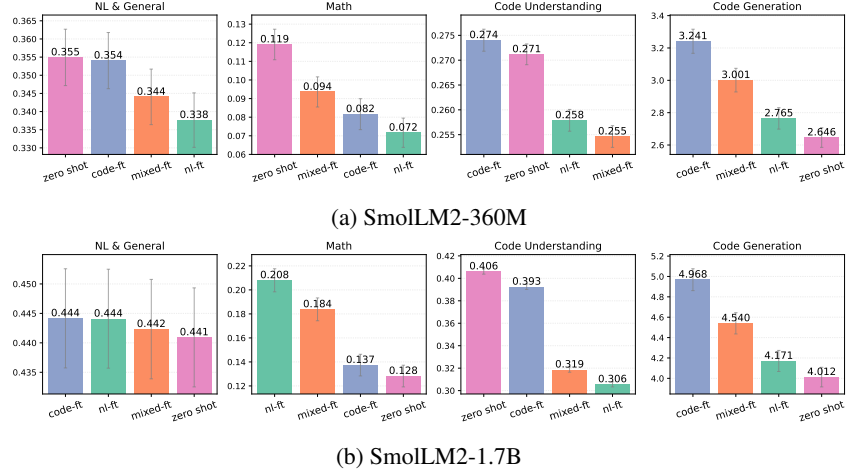 NL & General
0.365
0.360
0.355
0.350
0.345
0.340
0.335
0.330
0.355
0.354
0.344
0.338
zero shot
code-ft
mixed-ft
nl-ft
Math
0.13
0.12
0.11
0.10
0.09
0.08
0.07
0.06
0.119
0.094
0.082
0.072
zero shot
mixed-ft
code-ft
nl-ft
Code Understanding
0.275
0.270
0.265
0.260
0.255
0.274
0.271
0.258
0.255
code-ft
zero shot
nl-ft
mixed-ft
Code Generation
3.4
3.2
3.0
2.8
2.6
3.241
3.001
2.765
2.646
code-ft
mixed-ft
nl-ft
zero shot
(a) SmolLM2-360M
NL & General
0.450
0.445
0.440
0.435
0.444
0.444
0.442
0.441
code-ft
nl-ft
mixed-ft
zero shot
Math
0.22
0.20
0.18
0.16
0.14
0.12
0.208
0.184
0.137
0.128
nl-ft
mixed-ft
code-ft
zero shot
Code Understanding
0.42
0.40
0.38
0.36
0.34
0.32
0.30
0.406
0.393
0.319
0.306
zero shot
code-ft
mixed-ft
nl-ft
Code Generation
5.2
5.0
4.8
4.6
4.4
4.2
4.0
4.968
4.540
4.171
4.012
code-ft
mixed-ft
nl-ft
zero shot
(b) SmolLM2-1.7B